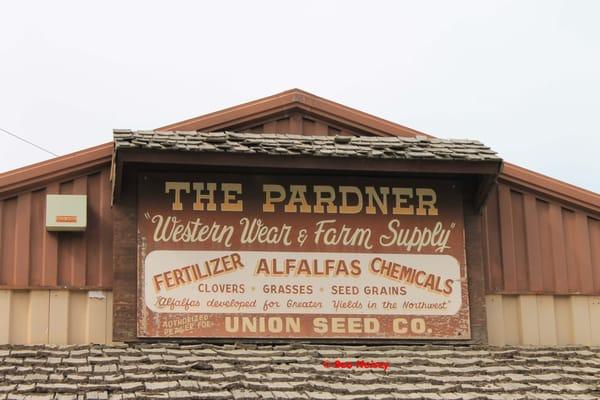 THE PARDNER
"Western Wear & Farm Supply"
FERTILIZER ALFALFAS CHEMICALS
CLOVERS • GRASSES • SEED GRAINS
"Alfalfas developed for Greater Yields in the Northwest"
AUTHORIZED DEALER FOR UNION SEED CO.